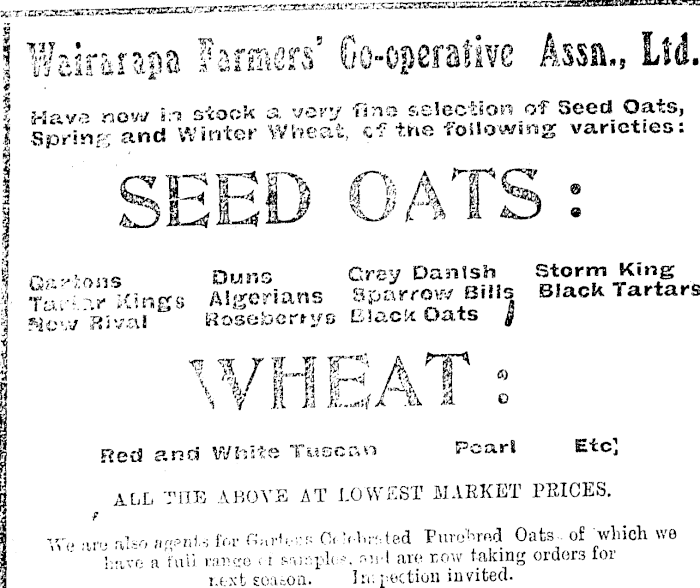 Wairarapa Farmers' Co-operative Assn., Ltd.
Have now in stock a very fine selection of Seed Oats,
Spring and Winter Wheat, of the following varieties:
SEED OATS :
Gartons Duns Grey Danish Storm King
Tartar Kings Algerians Sparrow Bills Black Tartars
New Rival Roseberrys Black Oats
WHEAT :
Red and White Tuscan Pearl Etc.
ALL THE ABOVE AT LOWEST MARKET PRICES.
We are also agents for Gartons Celebrated Purebred Oats of which we
have a full range of samples, and are now taking orders for
next season. Inspection invited.